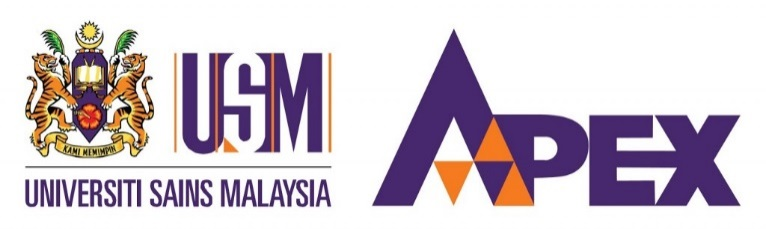 KAMI MEMIMPIN
USM
UNIVERSITI SAINS MALAYSIA
APEX